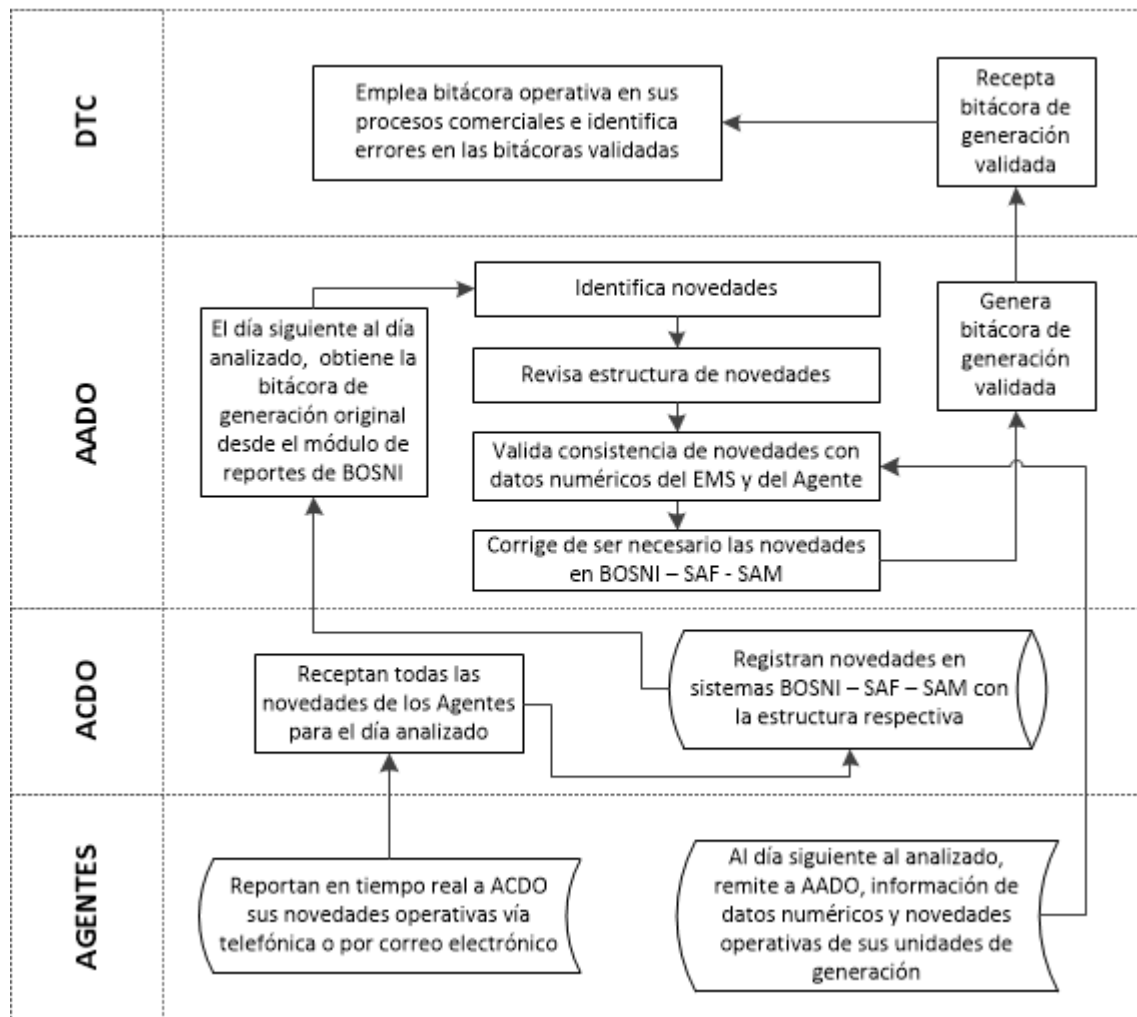 DTC
Emplea bitácora operativa en sus
procesos comerciales e identifica
errores en las bitácoras validadas
Recepta
bitácora de
generación
validada
AADO
El día siguiente al día
analizado, obtiene la
bitácora de
generación original
desde el módulo de
reportes de BOSNI
Identifica novedades
Revisa estructura de novedades
Valida consistencia de novedades con
datos numéricos del EMS y del Agente
Corrige de ser necesario las novedades
en BOSNI – SAF - SAM
Genera
bitácora de
generación
validada
ACDO
Receptan todas las
novedades de los Agentes
para el día analizado
Registran novedades en
sistemas BOSNI – SAF – SAM con
la estructura respectiva
AGENTES
Reportan en tiempo real a ACDO
sus novedades operativas vía
telefónica o por correo electrónico
Al día siguiente al analizado,
remite a AADO, información de
datos numéricos y novedades
operativas de sus unidades de
generación